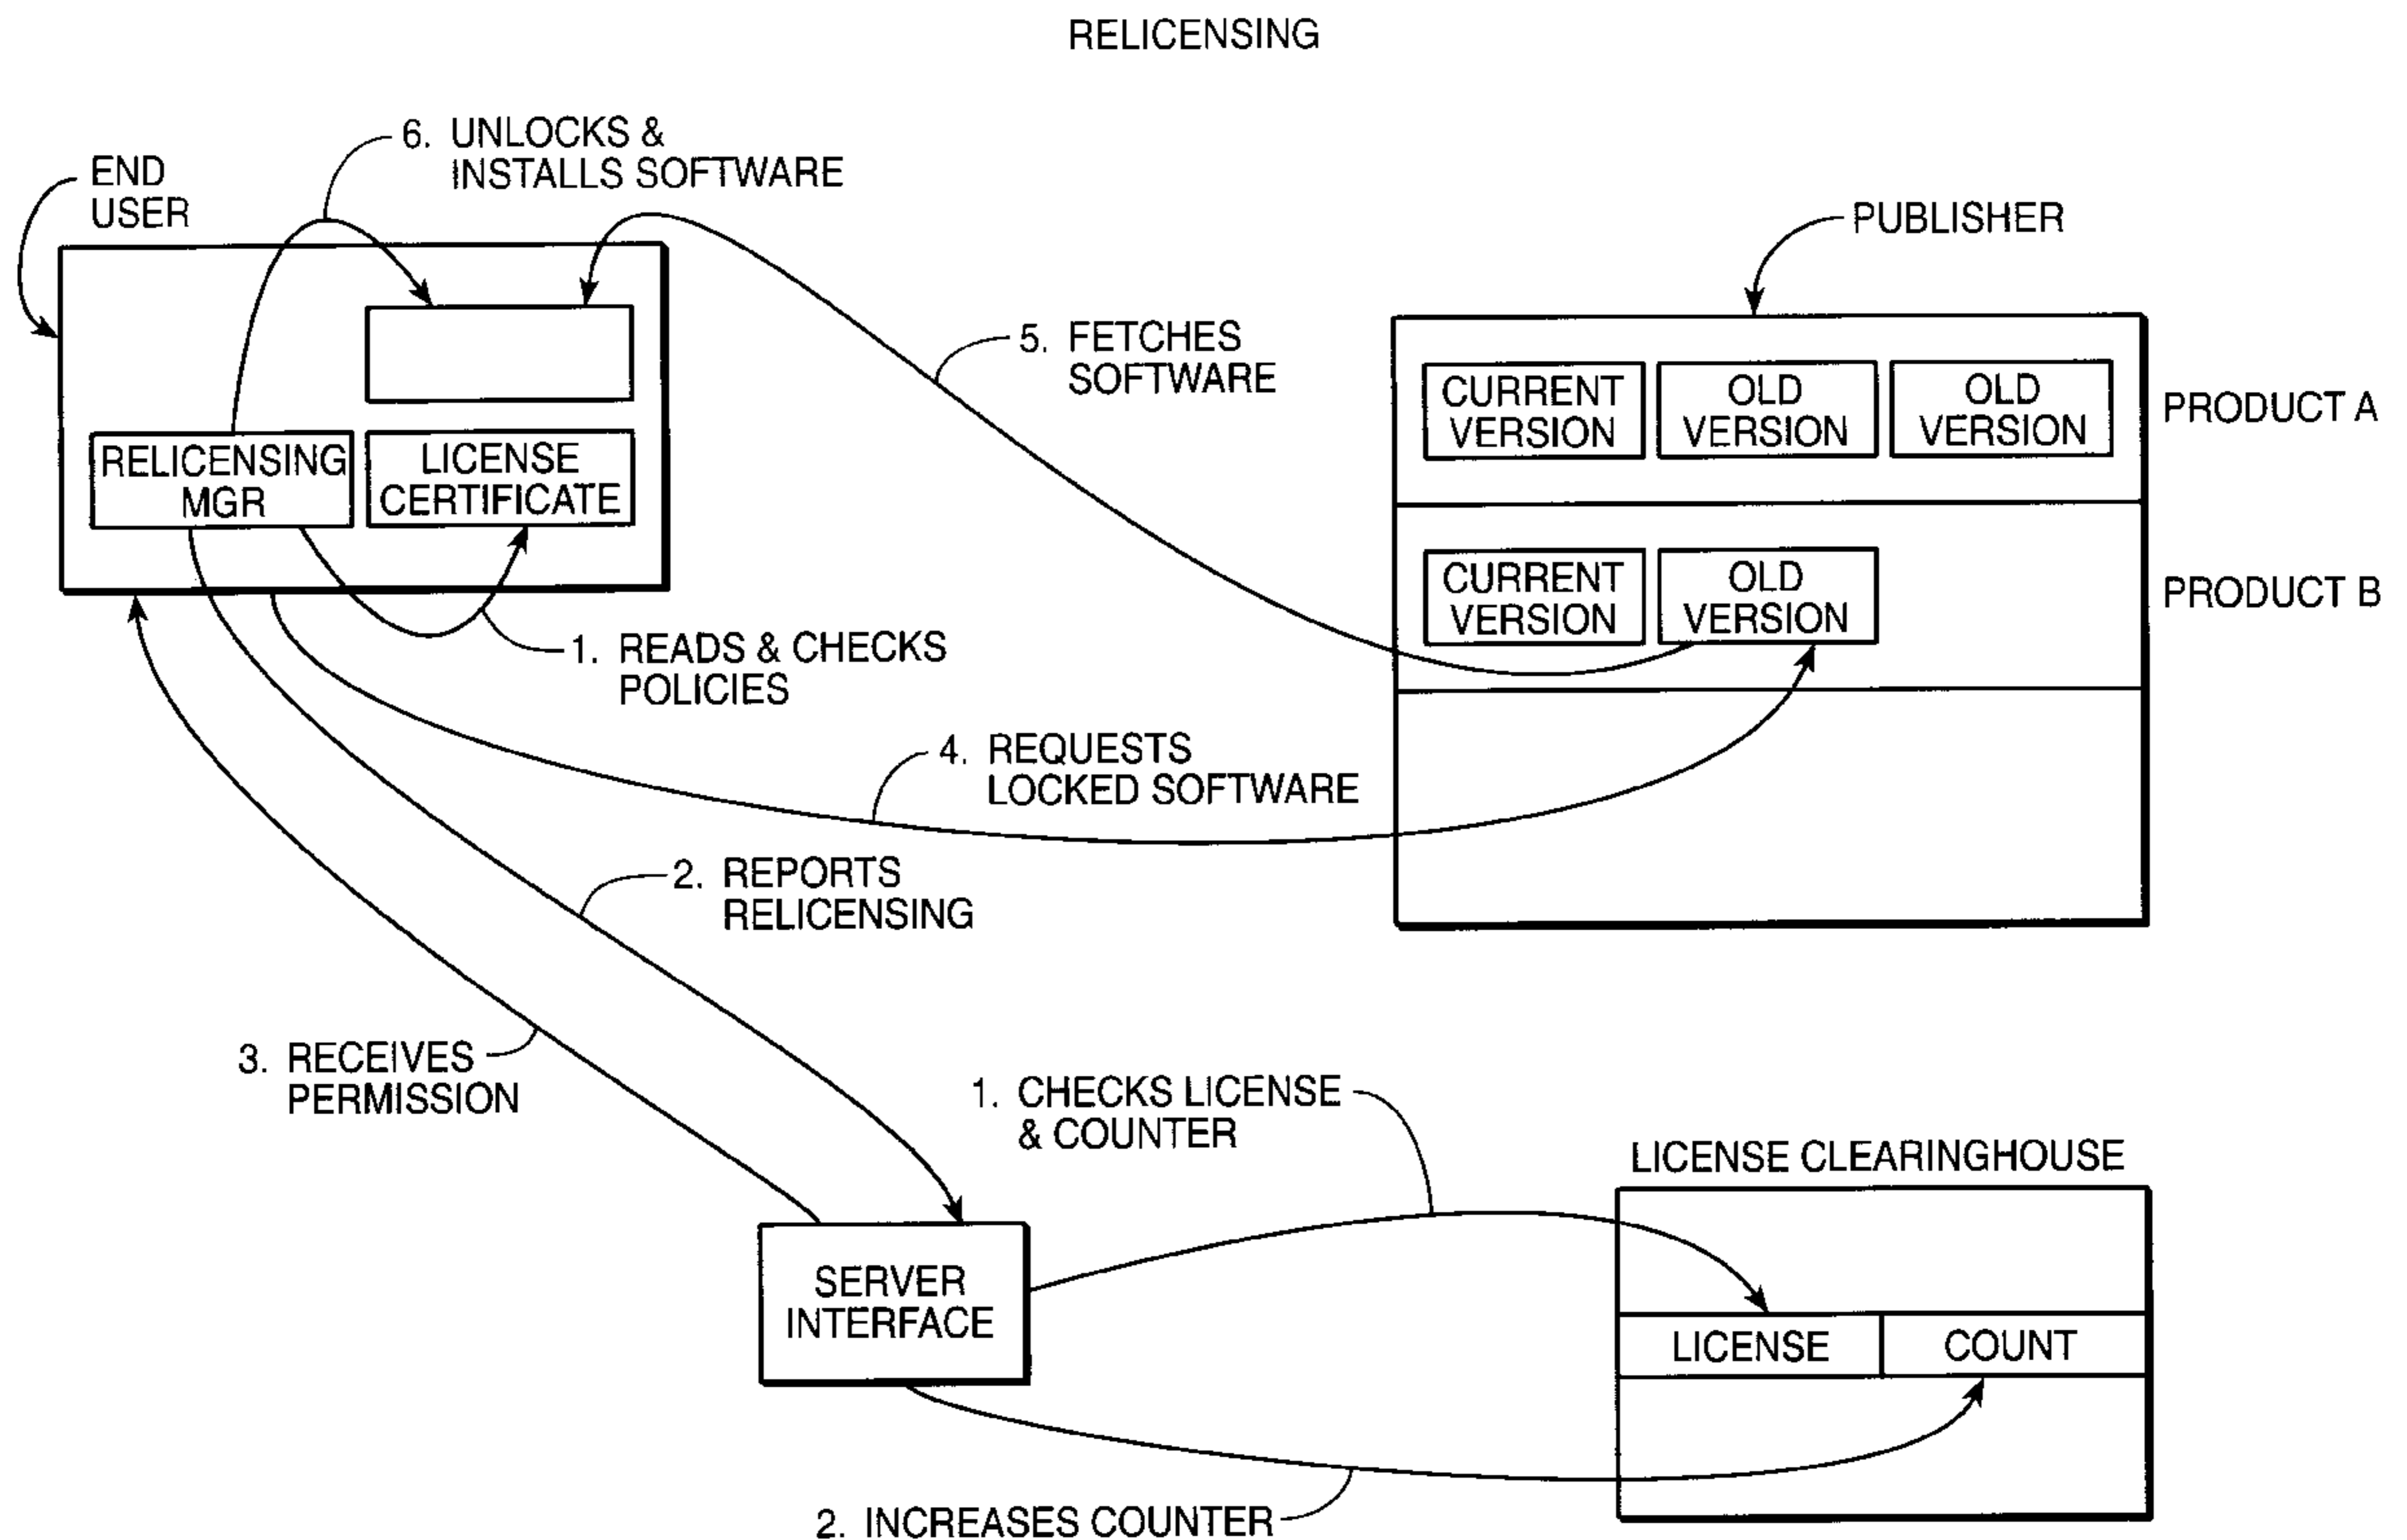 RELICENSING
6. UNLOCKS &
INSTALLS SOFTWARE
END
USER
PUBLISHER
5. FETCHES
SOFTWARE
CURRENT
VERSION
OLD
VERSION
OLD
VERSION
PRODUCT A
RELICENSING
MGR
LICENSE
CERTIFICATE
CURRENT
VERSION
OLD
VERSION
PRODUCT B
1. READS & CHECKS
POLICIES
4. REQUESTS
LOCKED SOFTWARE
2. REPORTS
RELICENSING
3. RECEIVES
PERMISSION
1. CHECKS LICENSE
& COUNTER
LICENSE CLEARINGHOUSE
SERVER
INTERFACE
LICENSE
COUNT
2. INCREASES COUNTER